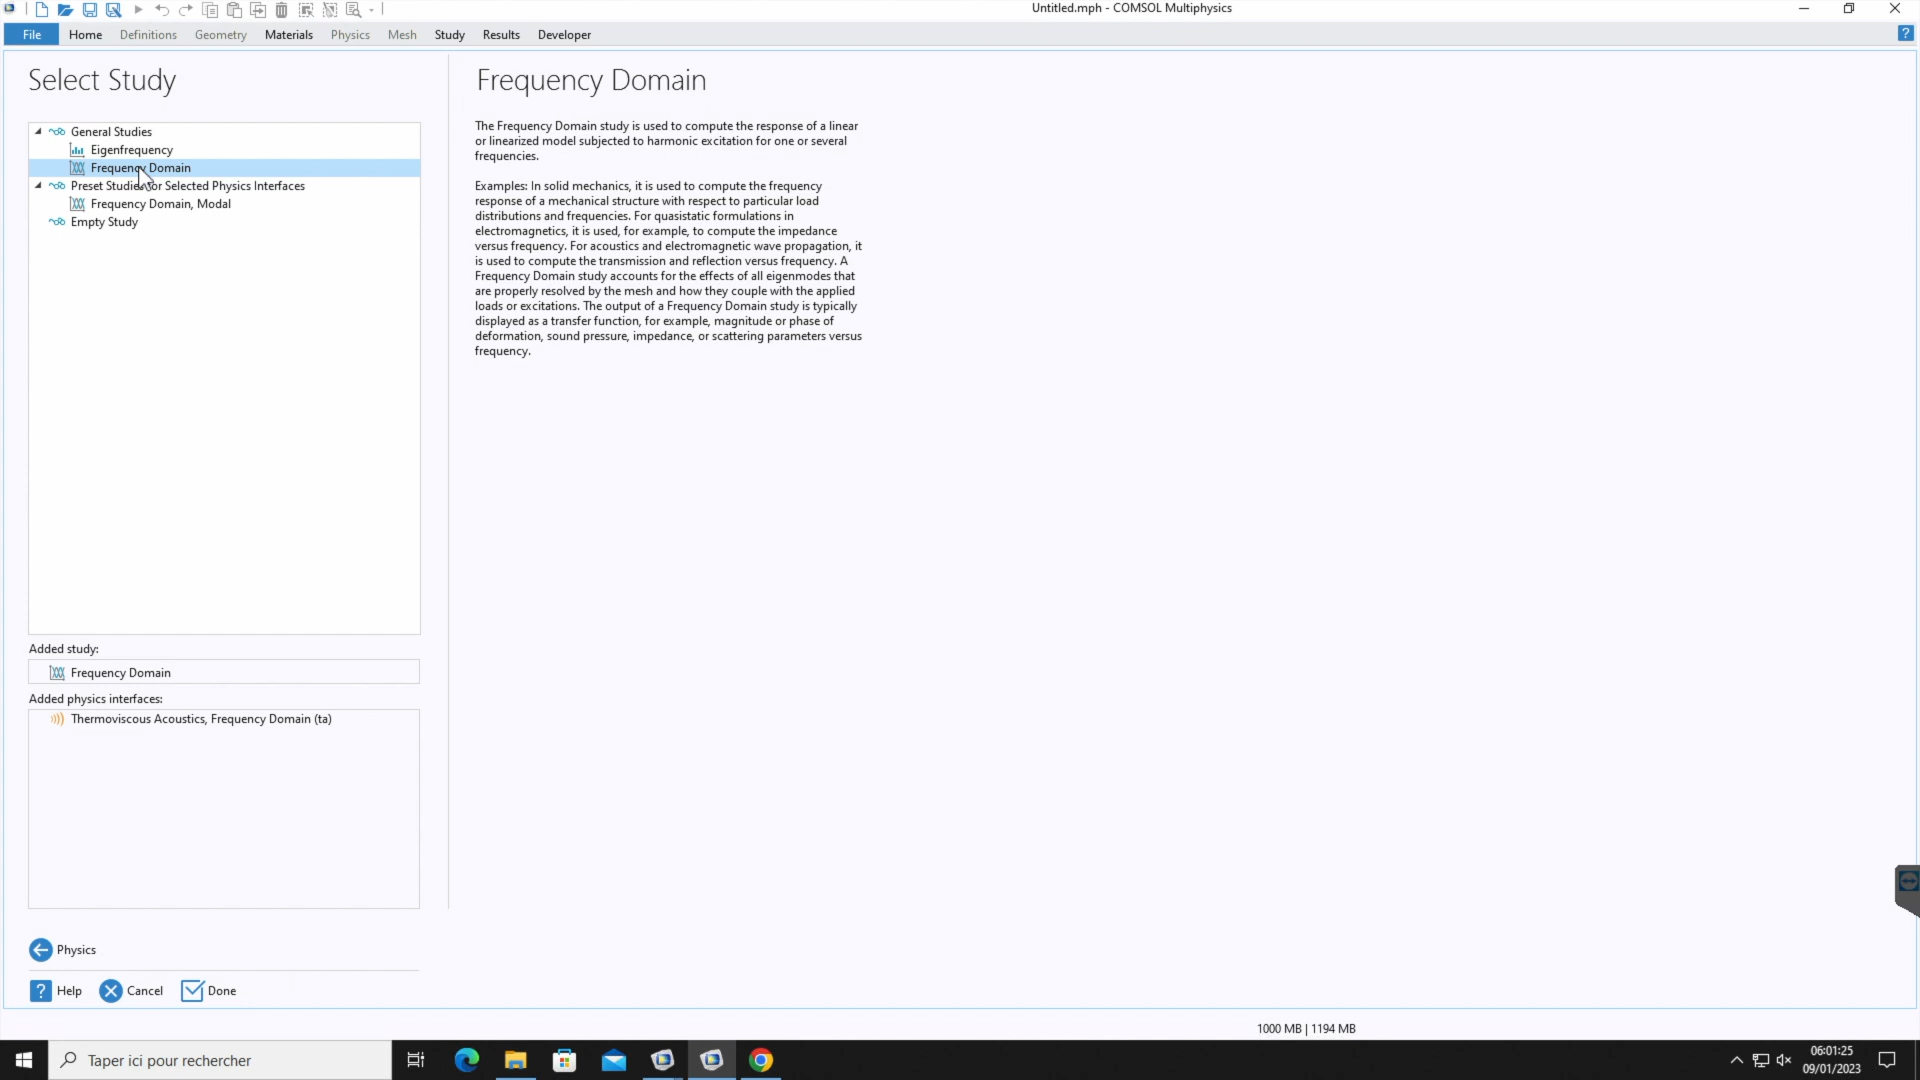 Untitled.mph - COMSOL Multiphysics
File Home Definitions Geometry Materials Physics Mesh Study Results Developer
?
Select Study
General Studies
Eigenfrequency
Frequency Domain
Preset Studies for Selected Physics Interfaces
Frequency Domain, Modal
Empty Study
Added study:
Frequency Domain
Added physics interfaces:
Thermoviscous Acoustics, Frequency Domain (ta)
Physics
? Help Cancel Done
Frequency Domain
The Frequency Domain study is used to compute the response of a linear
or linearized model subjected to harmonic excitation for one or several
frequencies.
Examples: In solid mechanics, it is used to compute the frequency
response of a mechanical structure with respect to particular load
distributions and frequencies. For quasistatic formulations in
electromagnetics, it is used, for example, to compute the impedance
versus frequency. For acoustics and electromagnetic wave propagation, it
is used to compute the transmission and reflection versus frequency. A
Frequency Domain study accounts for the effects of all eigenmodes that
are properly resolved by the mesh and how they couple with the applied
loads or excitations. The output of a Frequency Domain study is typically
displayed as a transfer function, for example, magnitude or phase of
deformation, sound pressure, impedance, or scattering parameters versus
frequency.
1000 MB | 1194 MB
Taper ici pour rechercher
06:01:25
09/01/2023